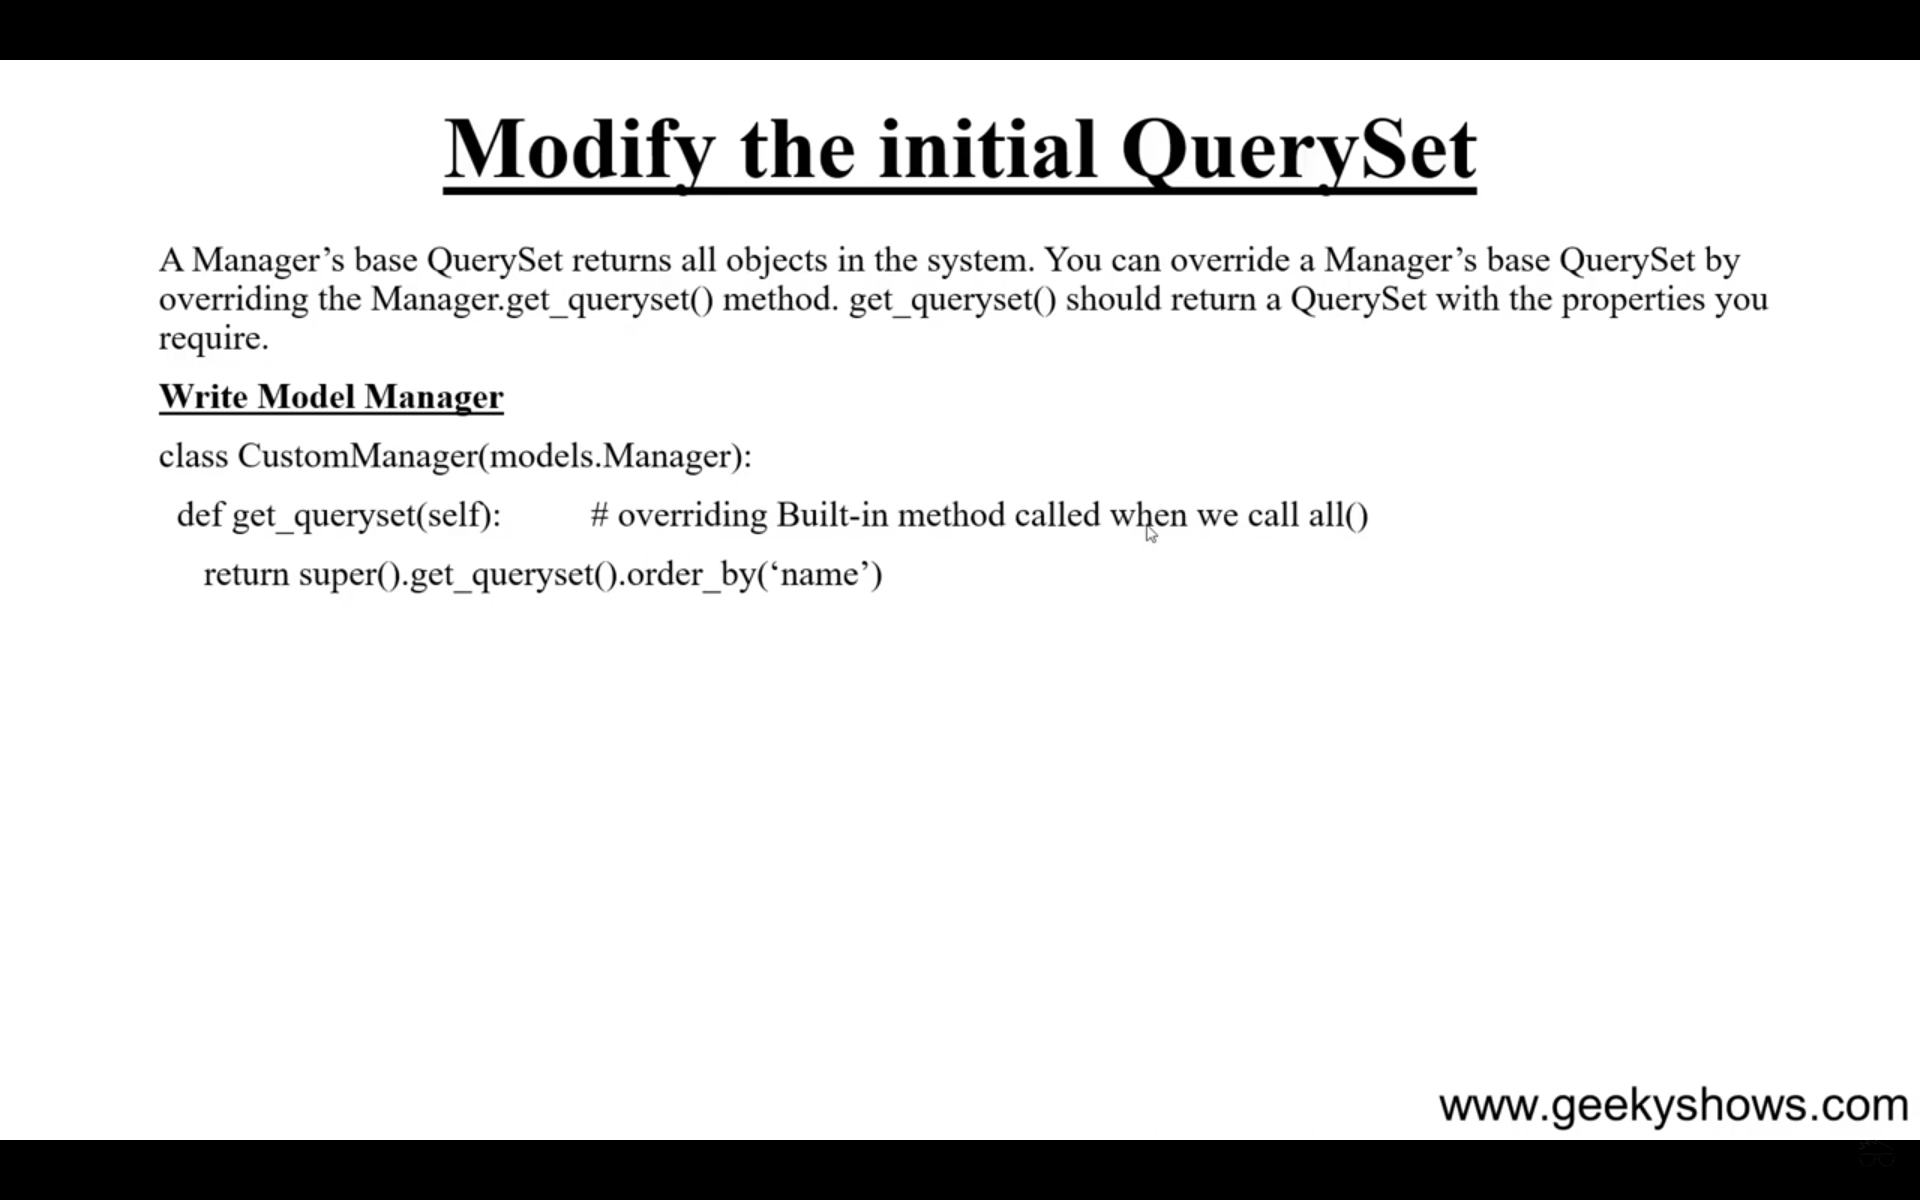 Modify the initial QuerySet
A Manager’s base QuerySet returns all objects in the system. You can override a Manager’s base QuerySet by
overriding the Manager.get_queryset() method. get_queryset() should return a QuerySet with the properties you
require.
Write Model Manager
class CustomManager(models.Manager):
def get_queryset(self): # overriding Built-in method called when we call all()
return super().get_queryset().order_by(‘name’)
www.geekyshows.com